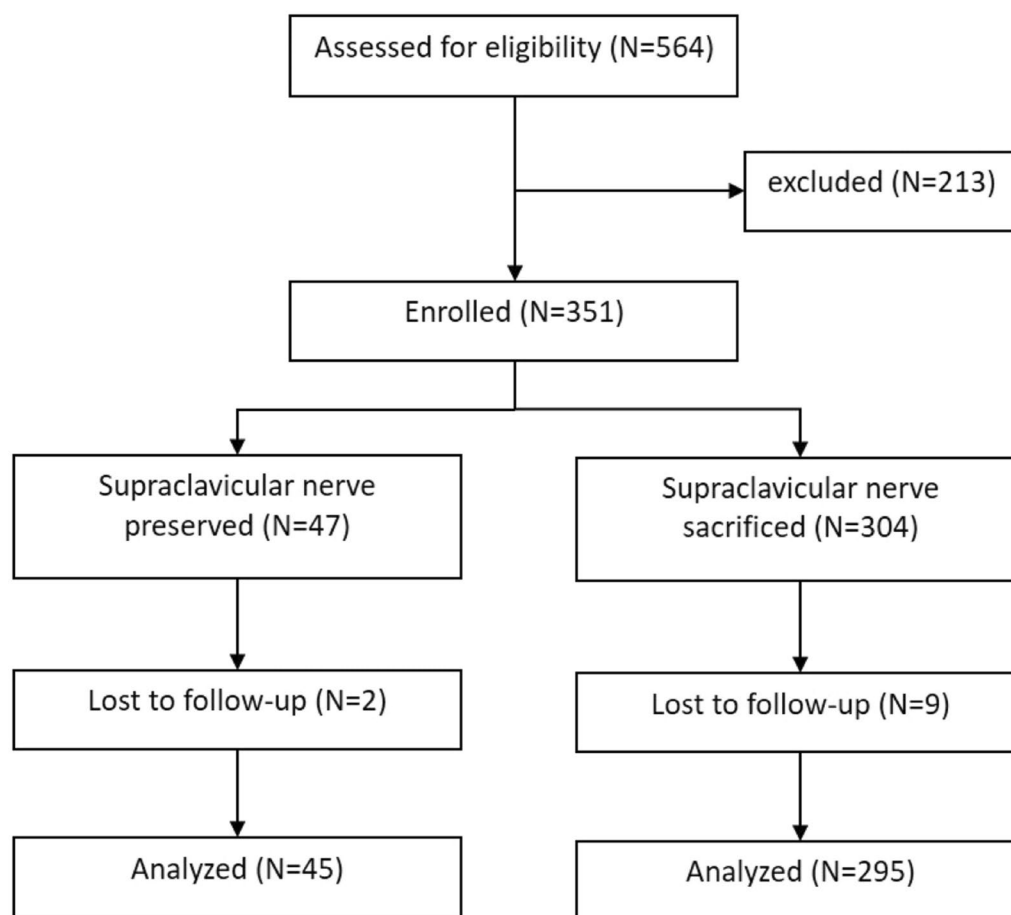 Assessed for eligibility (N=564)
excluded (N=213)
Enrolled (N=351)
Supraclavicular nerve
preserved (N=47)
Supraclavicular nerve
sacrificed (N=304)
Lost to follow-up (N=2)
Lost to follow-up (N=9)
Analyzed (N=45)
Analyzed (N=295)